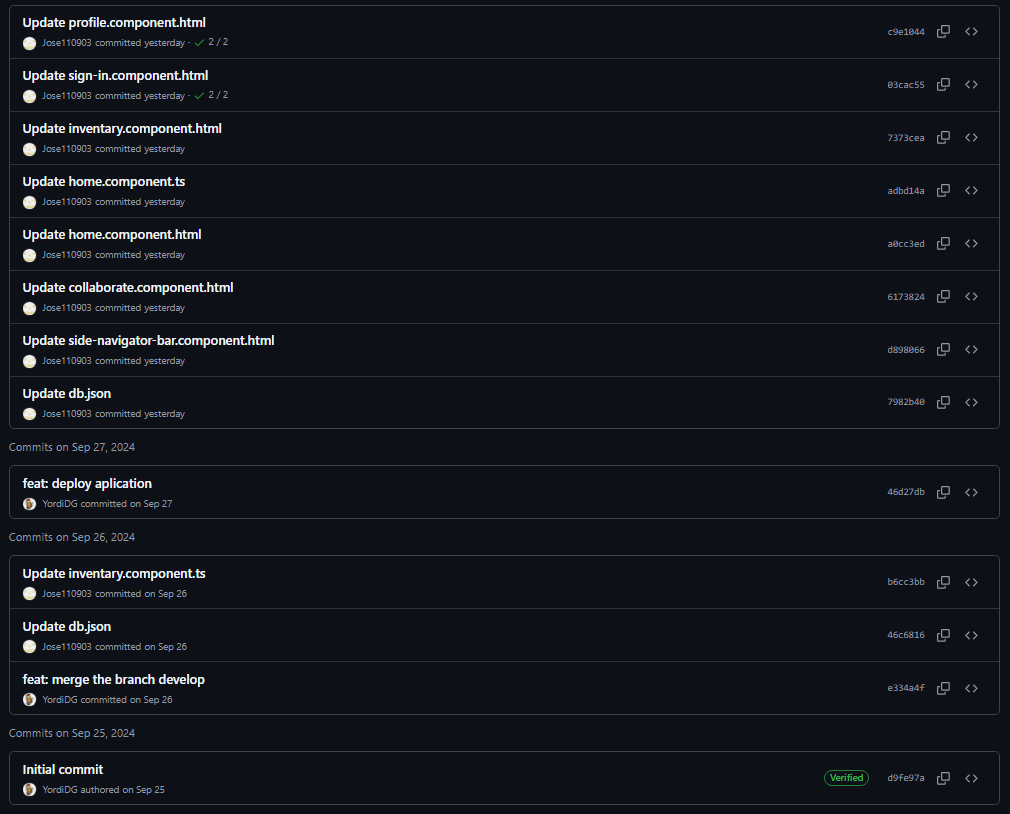 Update profile.component.html
Jose110903 committed yesterday · 2 / 2
c9e1044
Update sign-in.component.html
Jose110903 committed yesterday · 2 / 2
03cac55
Update inventary.component.html
Jose110903 committed yesterday
7373cea
Update home.component.ts
Jose110903 committed yesterday
adbd14a
Update home.component.html
Jose110903 committed yesterday
a0cc3ed
Update collaborate.component.html
Jose110903 committed yesterday
6173824
Update side-navigator-bar.component.html
Jose110903 committed yesterday
d898066
Update db.json
Jose110903 committed yesterday
7982b40
Commits on Sep 27, 2024
feat: deploy aplication
YordiDG committed on Sep 27
46d27db
Commits on Sep 26, 2024
Update inventary.component.ts
Jose110903 committed on Sep 26
b6cc3bb
Update db.json
Jose110903 committed on Sep 26
46c6816
feat: merge the branch develop
YordiDG committed on Sep 26
e334a4f
Commits on Sep 25, 2024
Initial commit
YordiDG authored on Sep 25
Verified
d9fe97a